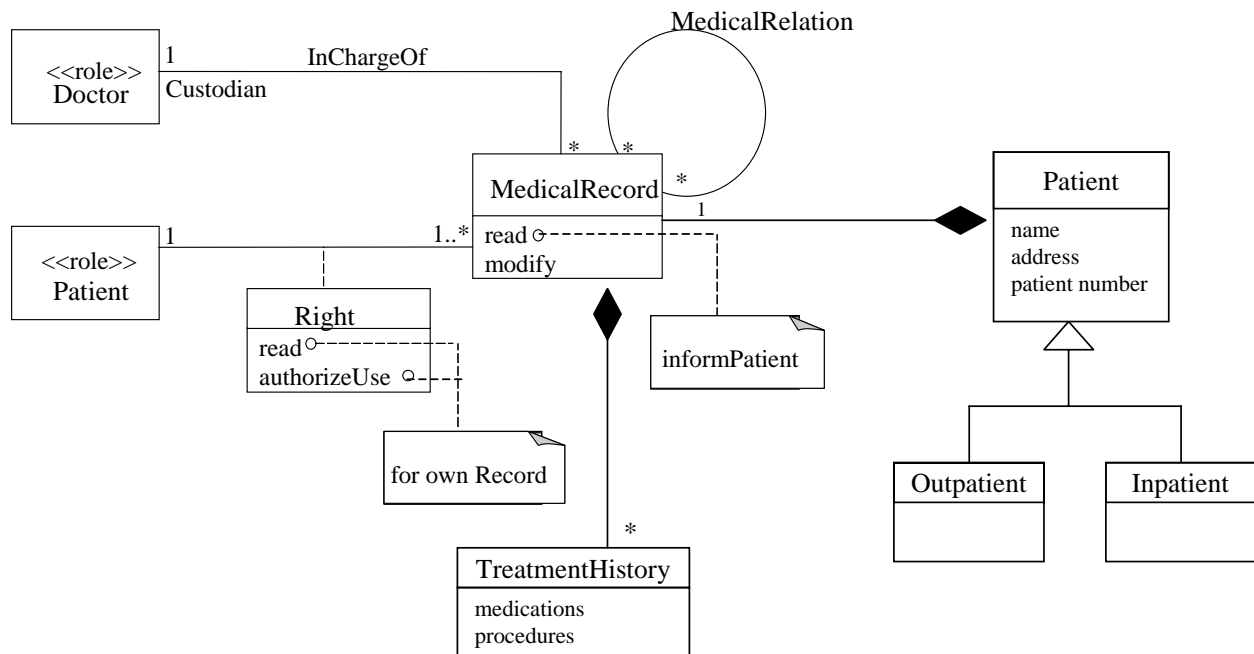 MedicalRelation
<<role>>
Doctor
1
InChargeOf
Custodian
*
*
*
MedicalRecord
read
modify
1
Patient
name
address
patient number
<<role>>
Patient
1
1..*
Right
read
authorizeUse
informPatient
for own Record
Outpatient
Inpatient
*
TreatmentHistory
medications
procedures